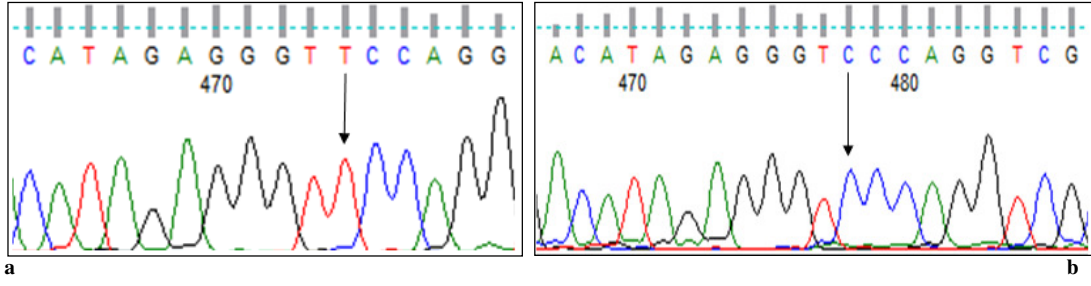 C A T A G A G G G T T C C A G G
470
A C A T A G A G G G T C C C A G G T C G
470 480
a b